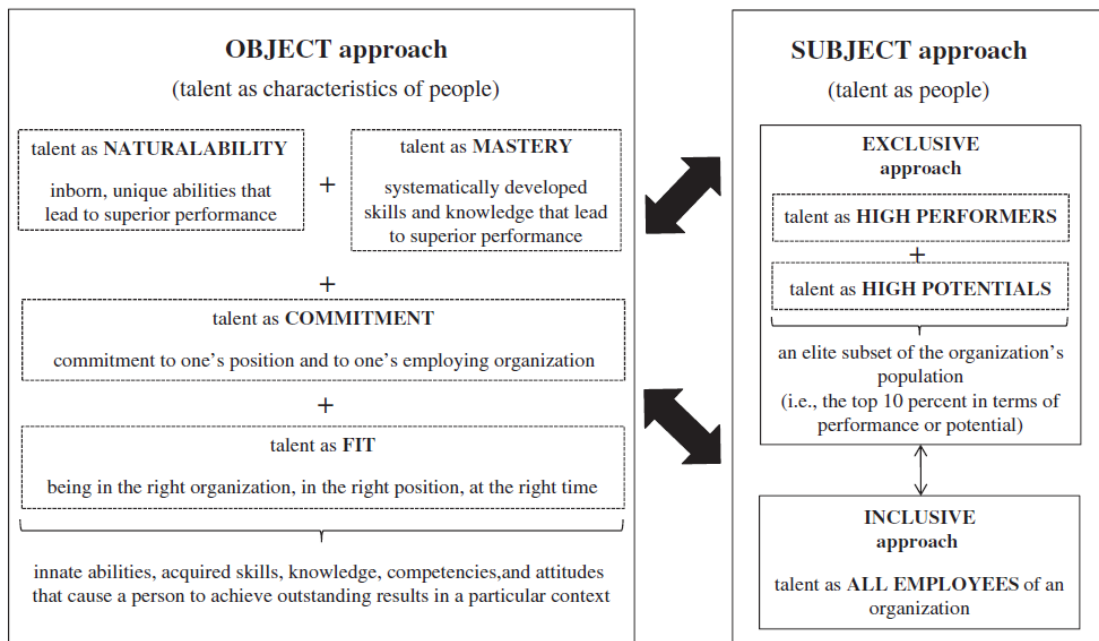 OBJECT approach
(talent as characteristics of people)
talent as NATURALABILITY
inborn, unique abilities that
lead to superior performance
+
talent as MASTERY
systematically developed
skills and knowledge that lead
to superior performance
+
talent as COMMITMENT
commitment to one's position and to one's employing organization
+
talent as FIT
being in the right organization, in the right position, at the right time
innate abilities, acquired skills, knowledge, competencies,and attitudes
that cause a person to achieve outstanding results in a particular context
SUBJECT approach
(talent as people)
EXCLUSIVE
approach
talent as HIGH PERFORMERS
+
talent as HIGH POTENTIALS
an elite subset of the organization's
population
(i.e., the top 10 percent in terms of
performance or potential)
INCLUSIVE
approach
talent as ALL EMPLOYEES of an
organization